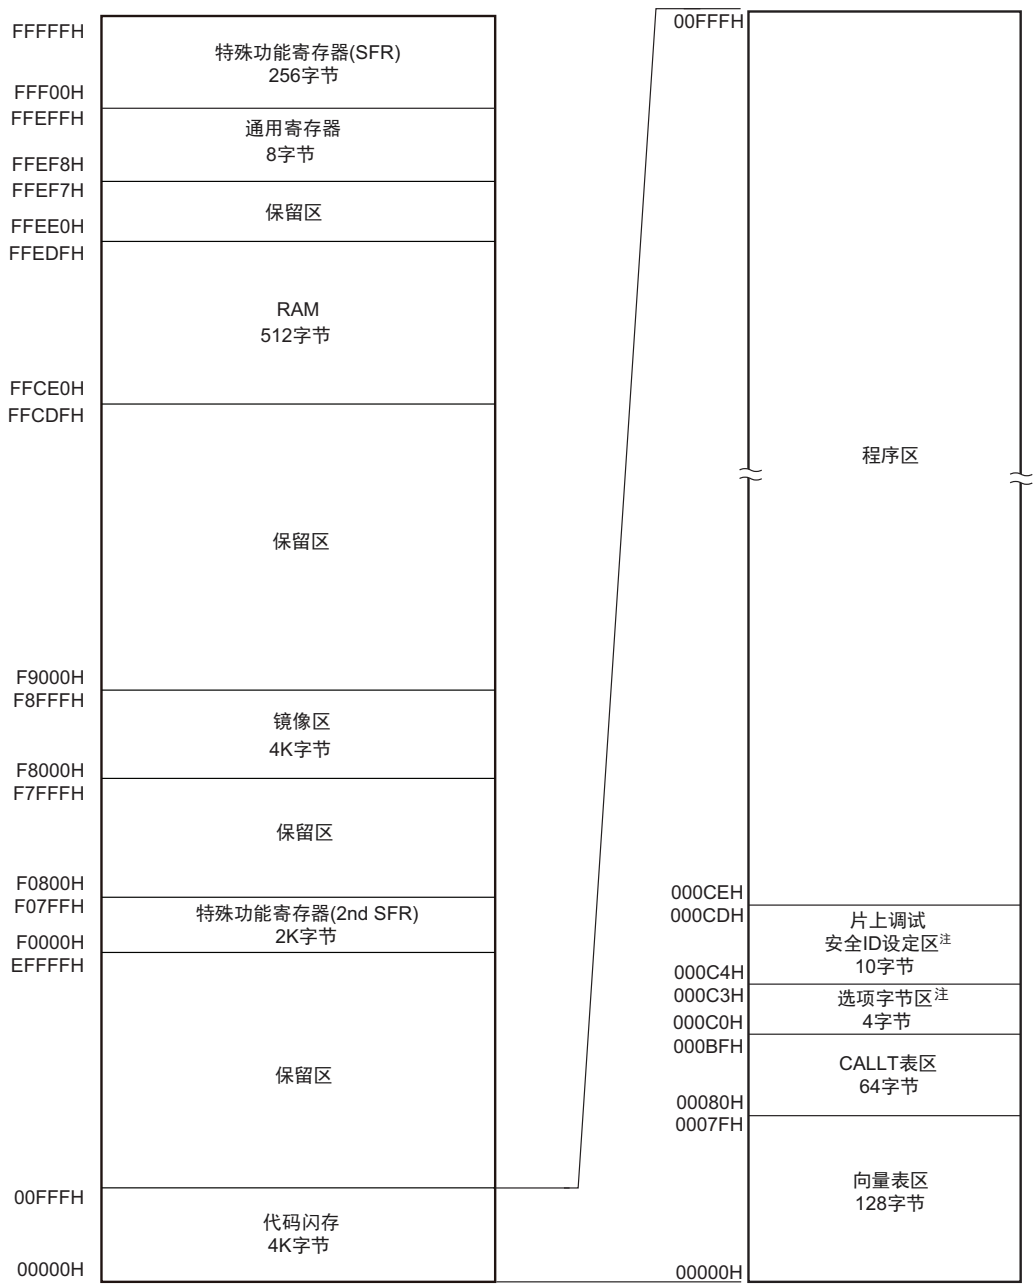 FFFFFH
特殊功能寄存器(SFR)
256字节
FFF00H
FFEFFH
通用寄存器
8字节
FFEF8H
FFEF7H
保留区
FFEE0H
FFEDFH
RAM
512字节
FFCE0H
FFCDFH
保留区
F9000H
F8FFFH
镜像区
4K字节
F8000H
F7FFFH
保留区
F0800H
F07FFH
特殊功能寄存器(2nd SFR)
2K字节
F0000H
EFFFFH
保留区
00FFFH
代码闪存
4K字节
00000H
00FFFH
程序区
000CEH
000CDH
片上调试
安全ID设定区注
10字节
000C4H
000C3H
选项字节区注
4字节
000C0H
000BFH
CALLT表区
64字节
00080H
0007FH
向量表区
128字节
00000H